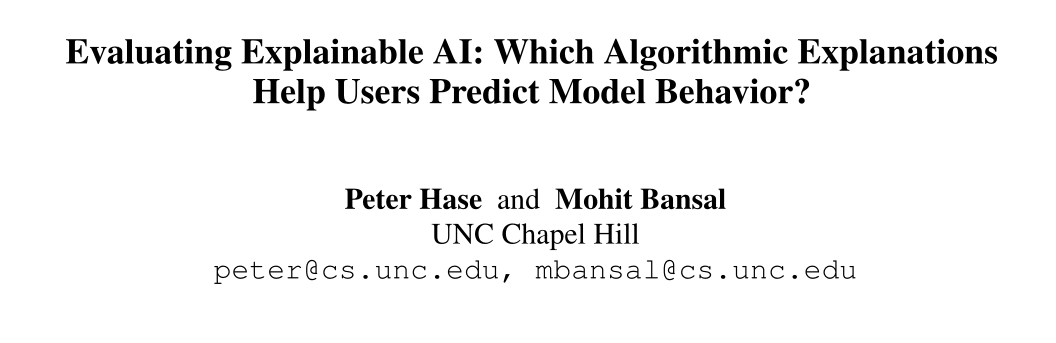 Evaluating Explainable AI: Which Algorithmic Explanations
Help Users Predict Model Behavior?
Peter Hase and Mohit Bansal
UNC Chapel Hill
peter@cs.unc.edu, mbansal@cs.unc.edu